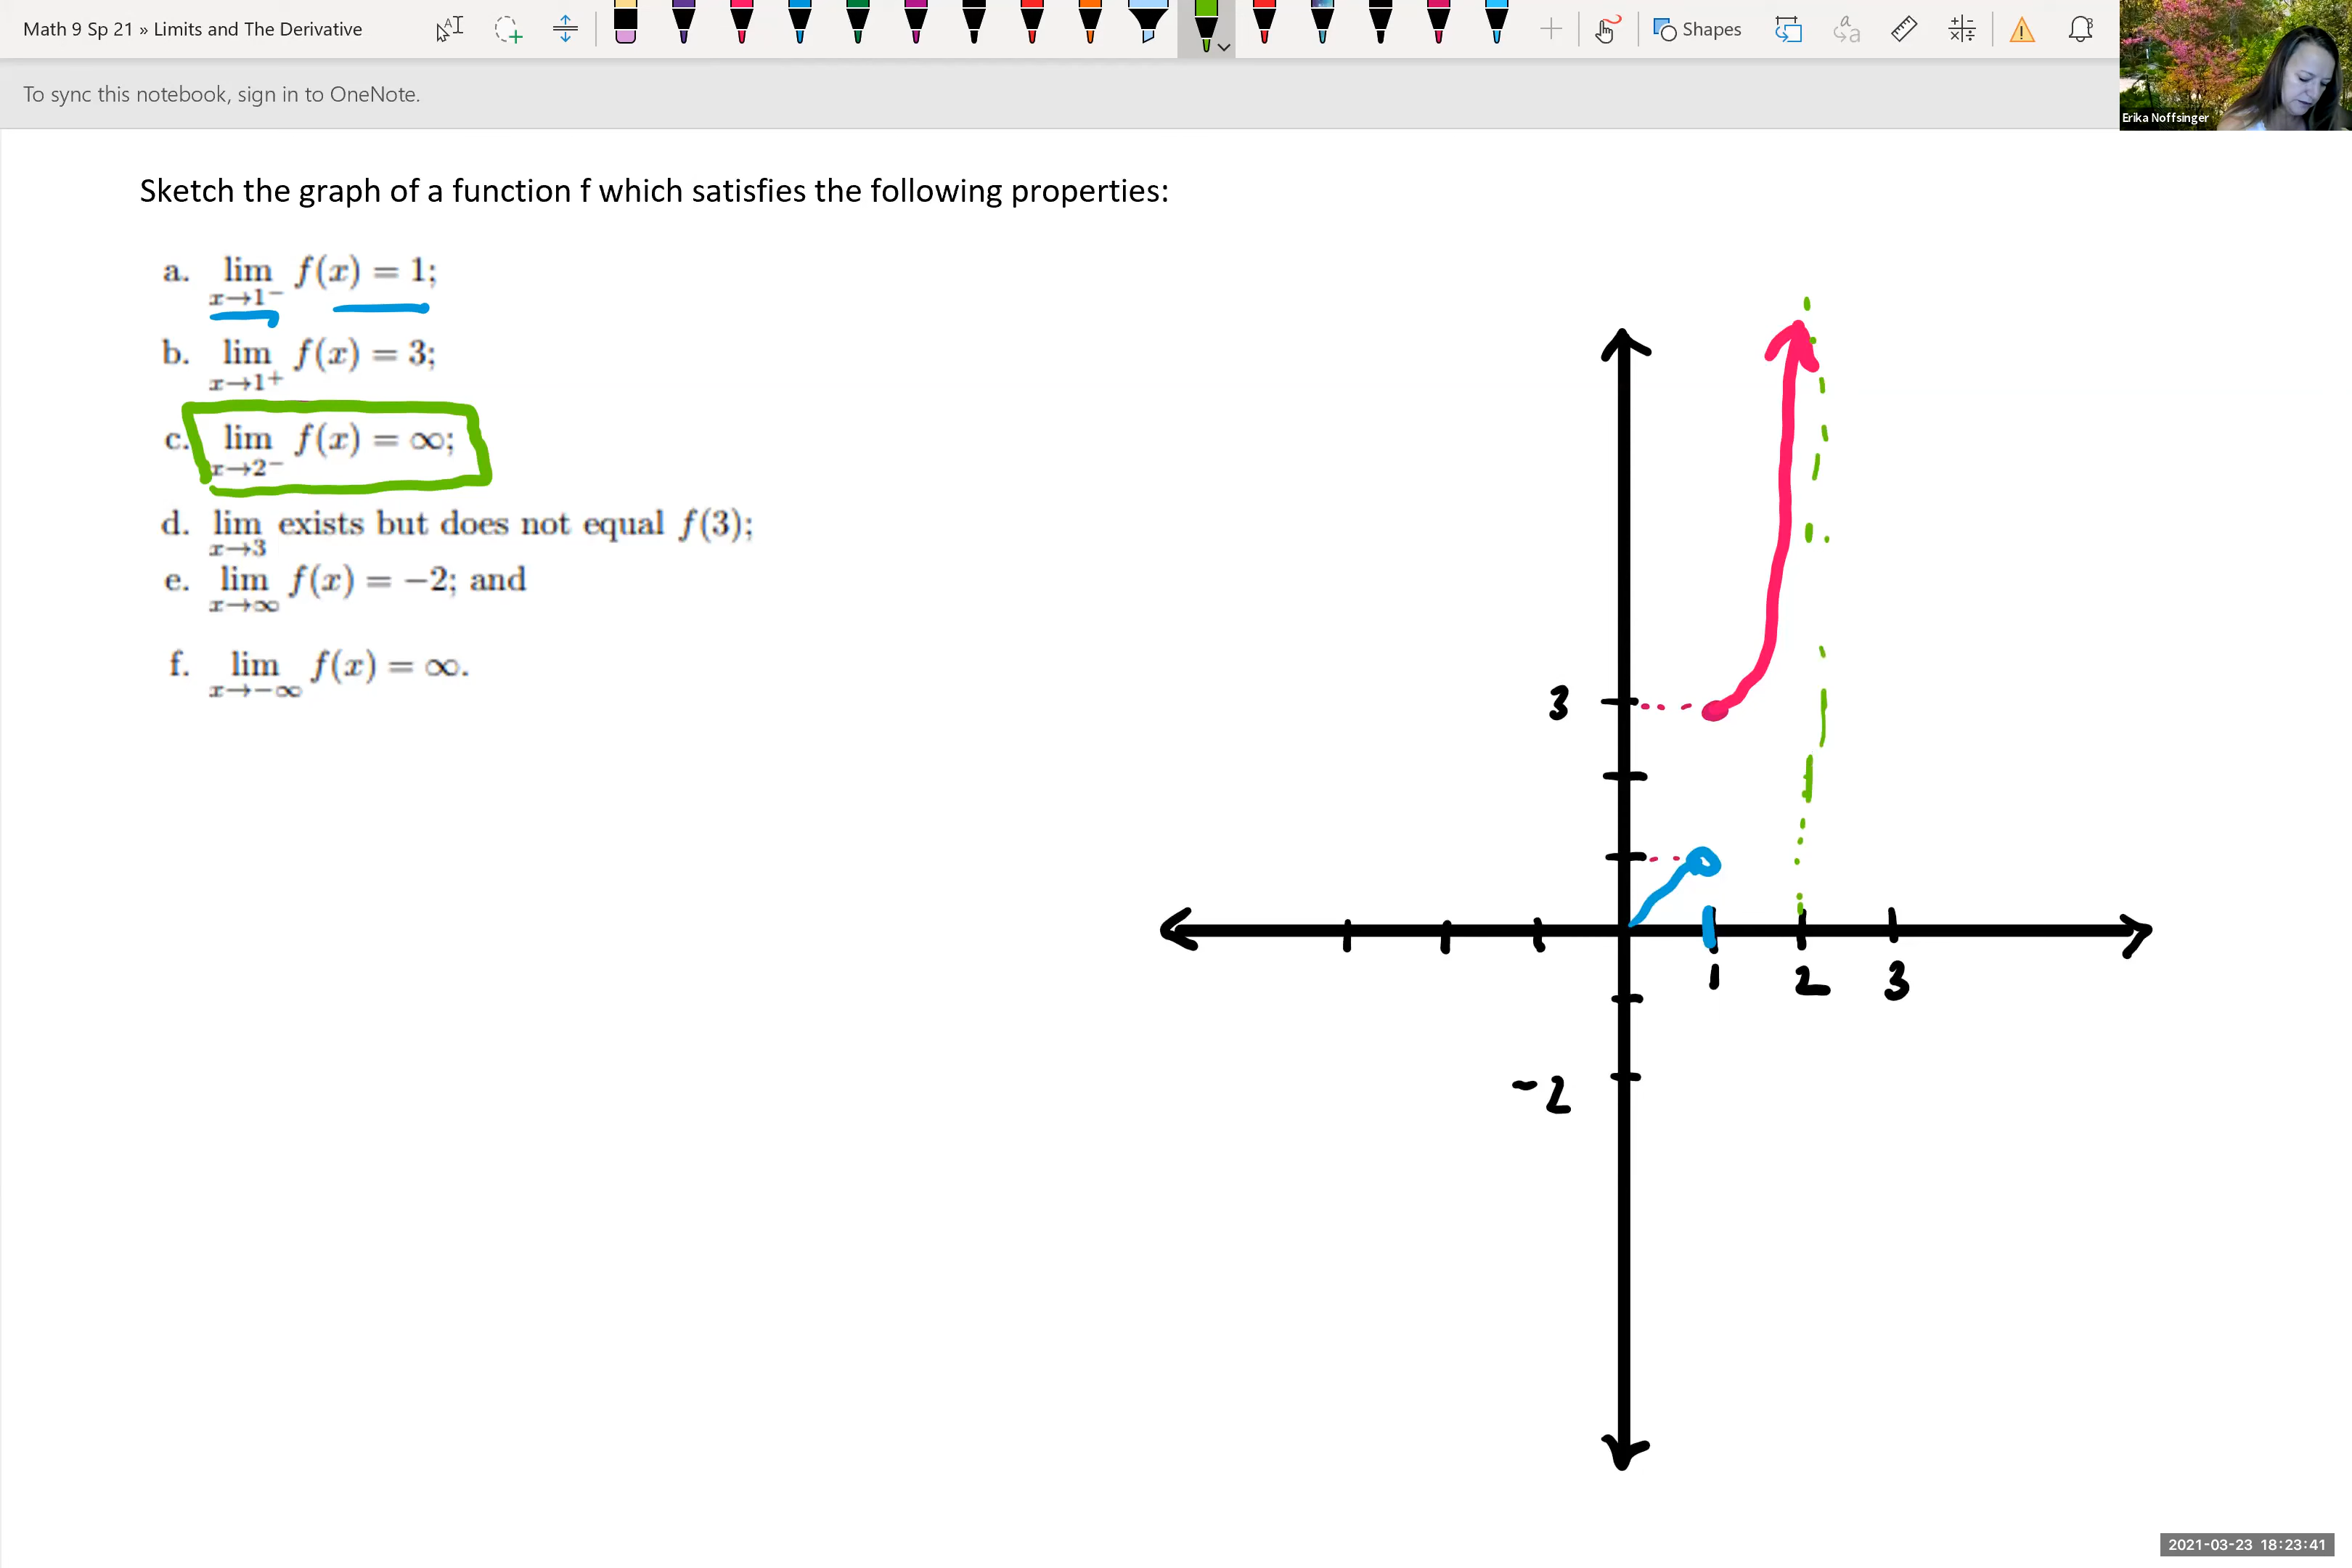 Math 9 Sp 21 » Limits and The Derivative
Shapes
To sync this notebook, sign in to OneNote.
Erika Noffsinger
Sketch the graph of a function f which satisfies the following properties:
a. lim x→1⁻ f(x) = 1;
b. lim x→1⁺ f(x) = 3;
c. lim x→2⁻ f(x) = ∞;
d. lim x→3 exists but does not equal f(3);
e. lim x→∞ f(x) = −2; and
f. lim x→−∞ f(x) = ∞.
3
1 2 3
-2
2021-03-23 18:23:41